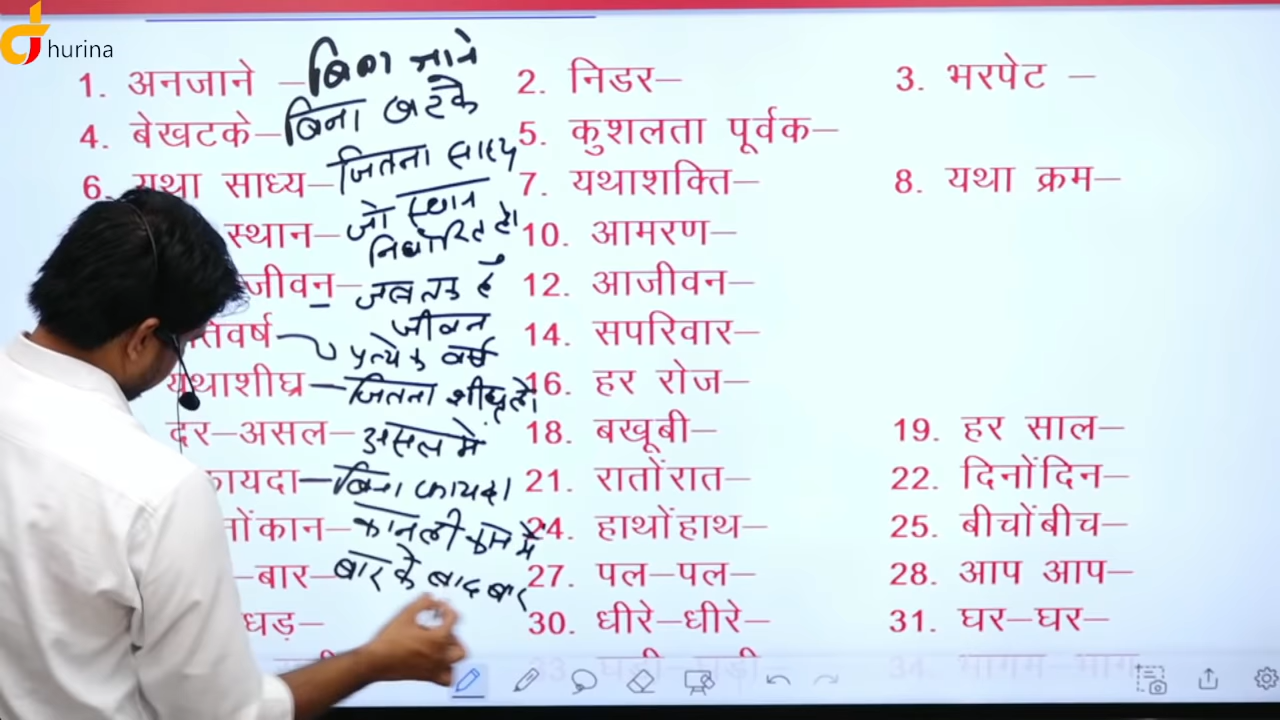 hurina
1. अनजाने – बिना जाने 2. निडर– 3. भरपेट –
4. बेखटके– बिना खटके 5. कुशलता पूर्वक–
6. यथा साध्य– जितना साध्य 7. यथाशक्ति– 8. यथा क्रम–
स्थान– जो स्थान निर्धारित हो 10. आमरण–
जीवन– जब तक है जीवन 12. आजीवन–
तिवर्ष प्रत्येक वर्ष 14. सपरिवार–
यथाशीघ्र – जितना शीघ्र हो 16. हर रोज–
दर–असल– असल में 18. बखूबी– 19. हर साल–
कायदा– बिना कायदा 21. रातोंरात– 22. दिनोंदिन–
नोंकान– कान ही कान में 24. हाथोंहाथ– 25. बीचोंबीच–
–बार– बार के बाद बार 27. पल–पल– 28. आप आप–
धड़– 30. धीरे–धीरे– 31. घर–घर–